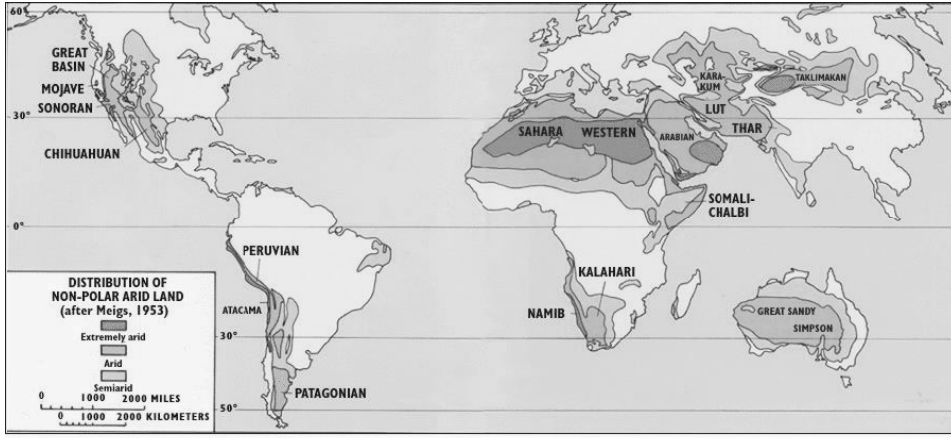 60°
GREAT
BASIN
MOJAVE
SONORAN
30°
CHIHUAHUAN
KARA-
KUM
TAKLIMAKAN
LUT
SAHARA WESTERN
ARABIAN
THAR
SOMALI-
CHALBI
0°
PERUVIAN
ATACAMA
30°
PATAGONIAN
50°
KALAHARI
NAMIB
GREAT SANDY
SIMPSON
DISTRIBUTION OF
NON-POLAR ARID LAND
(after Meigs, 1953)
Extremely arid
Arid
Semiarid
0 1000 2000 MILES
0 1000 2000 KILOMETERS